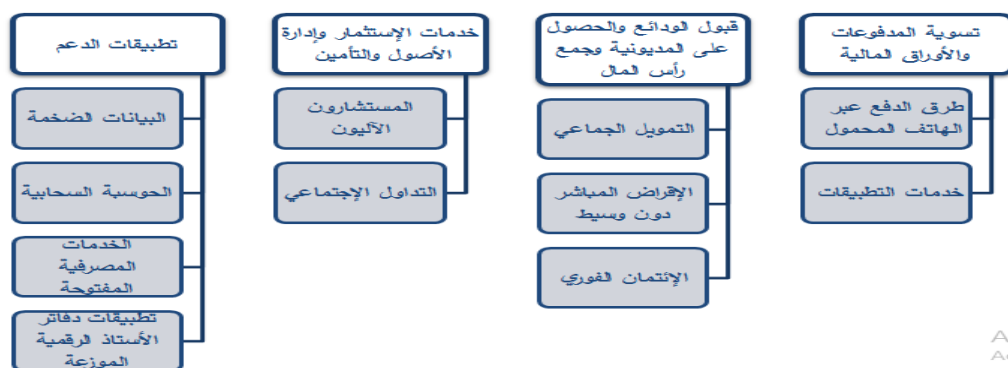 تسوية المدفوعات
والأوراق المالية
طرق الدفع عبر
الهاتف المحمول
خدمات التطبيقات
قبول الودائع والحصول
على المديونية وجمع
رأس المال
التمويل الجماعي
الإقراض المباشر
دون وسيط
الإئتمان الفوري
خدمات الإستثمار وإدارة
الأصول والتأمين
المستشارون
الآليون
التداول الإجتماعي
تطبيقات الدعم
البيانات الضخمة
الحوسبة السحابية
الخدمات
المصرفية
المفتوحة
تطبيقات دفاتر
الأستاذ الرقمية
الموزعة